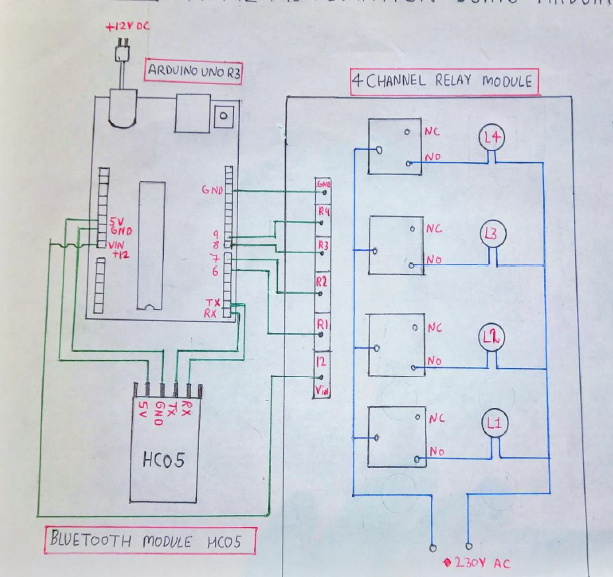 +12V DC
ARDUINO UNO R3
4 CHANNEL RELAY MODULE
GND
9
8
7
6
TX
RX
5V
GND
VIN
+12
GND
R4
R3
R2
R1
12
Vin
NC
NO
L4
NC
NO
L3
NC
NO
L2
NC
NO
L1
5V
GND
TX
RX
HC05
BLUETOOTH MODULE HC05
230V AC